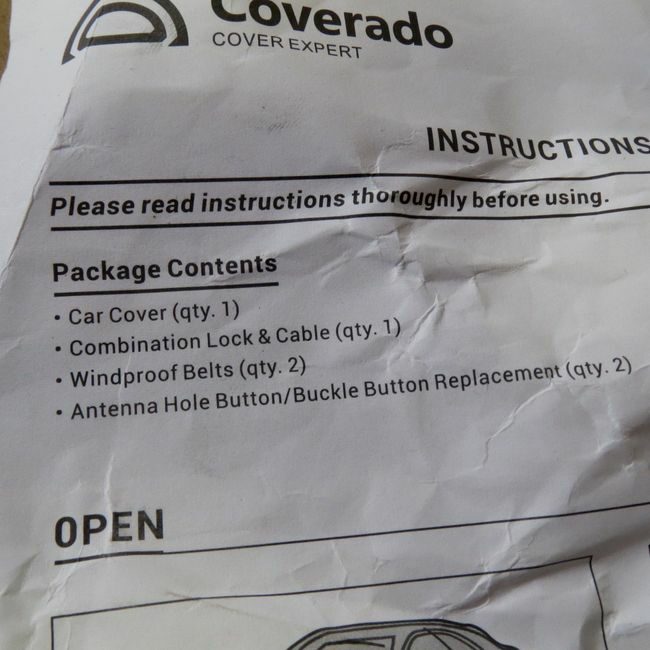 Coverado
COVER EXPERT
INSTRUCTIONS
Please read instructions thoroughly before using.
Package Contents
• Car Cover (qty. 1)
• Combination Lock & Cable (qty. 1)
• Windproof Belts (qty. 2)
• Antenna Hole Button/Buckle Button Replacement (qty. 2)
OPEN